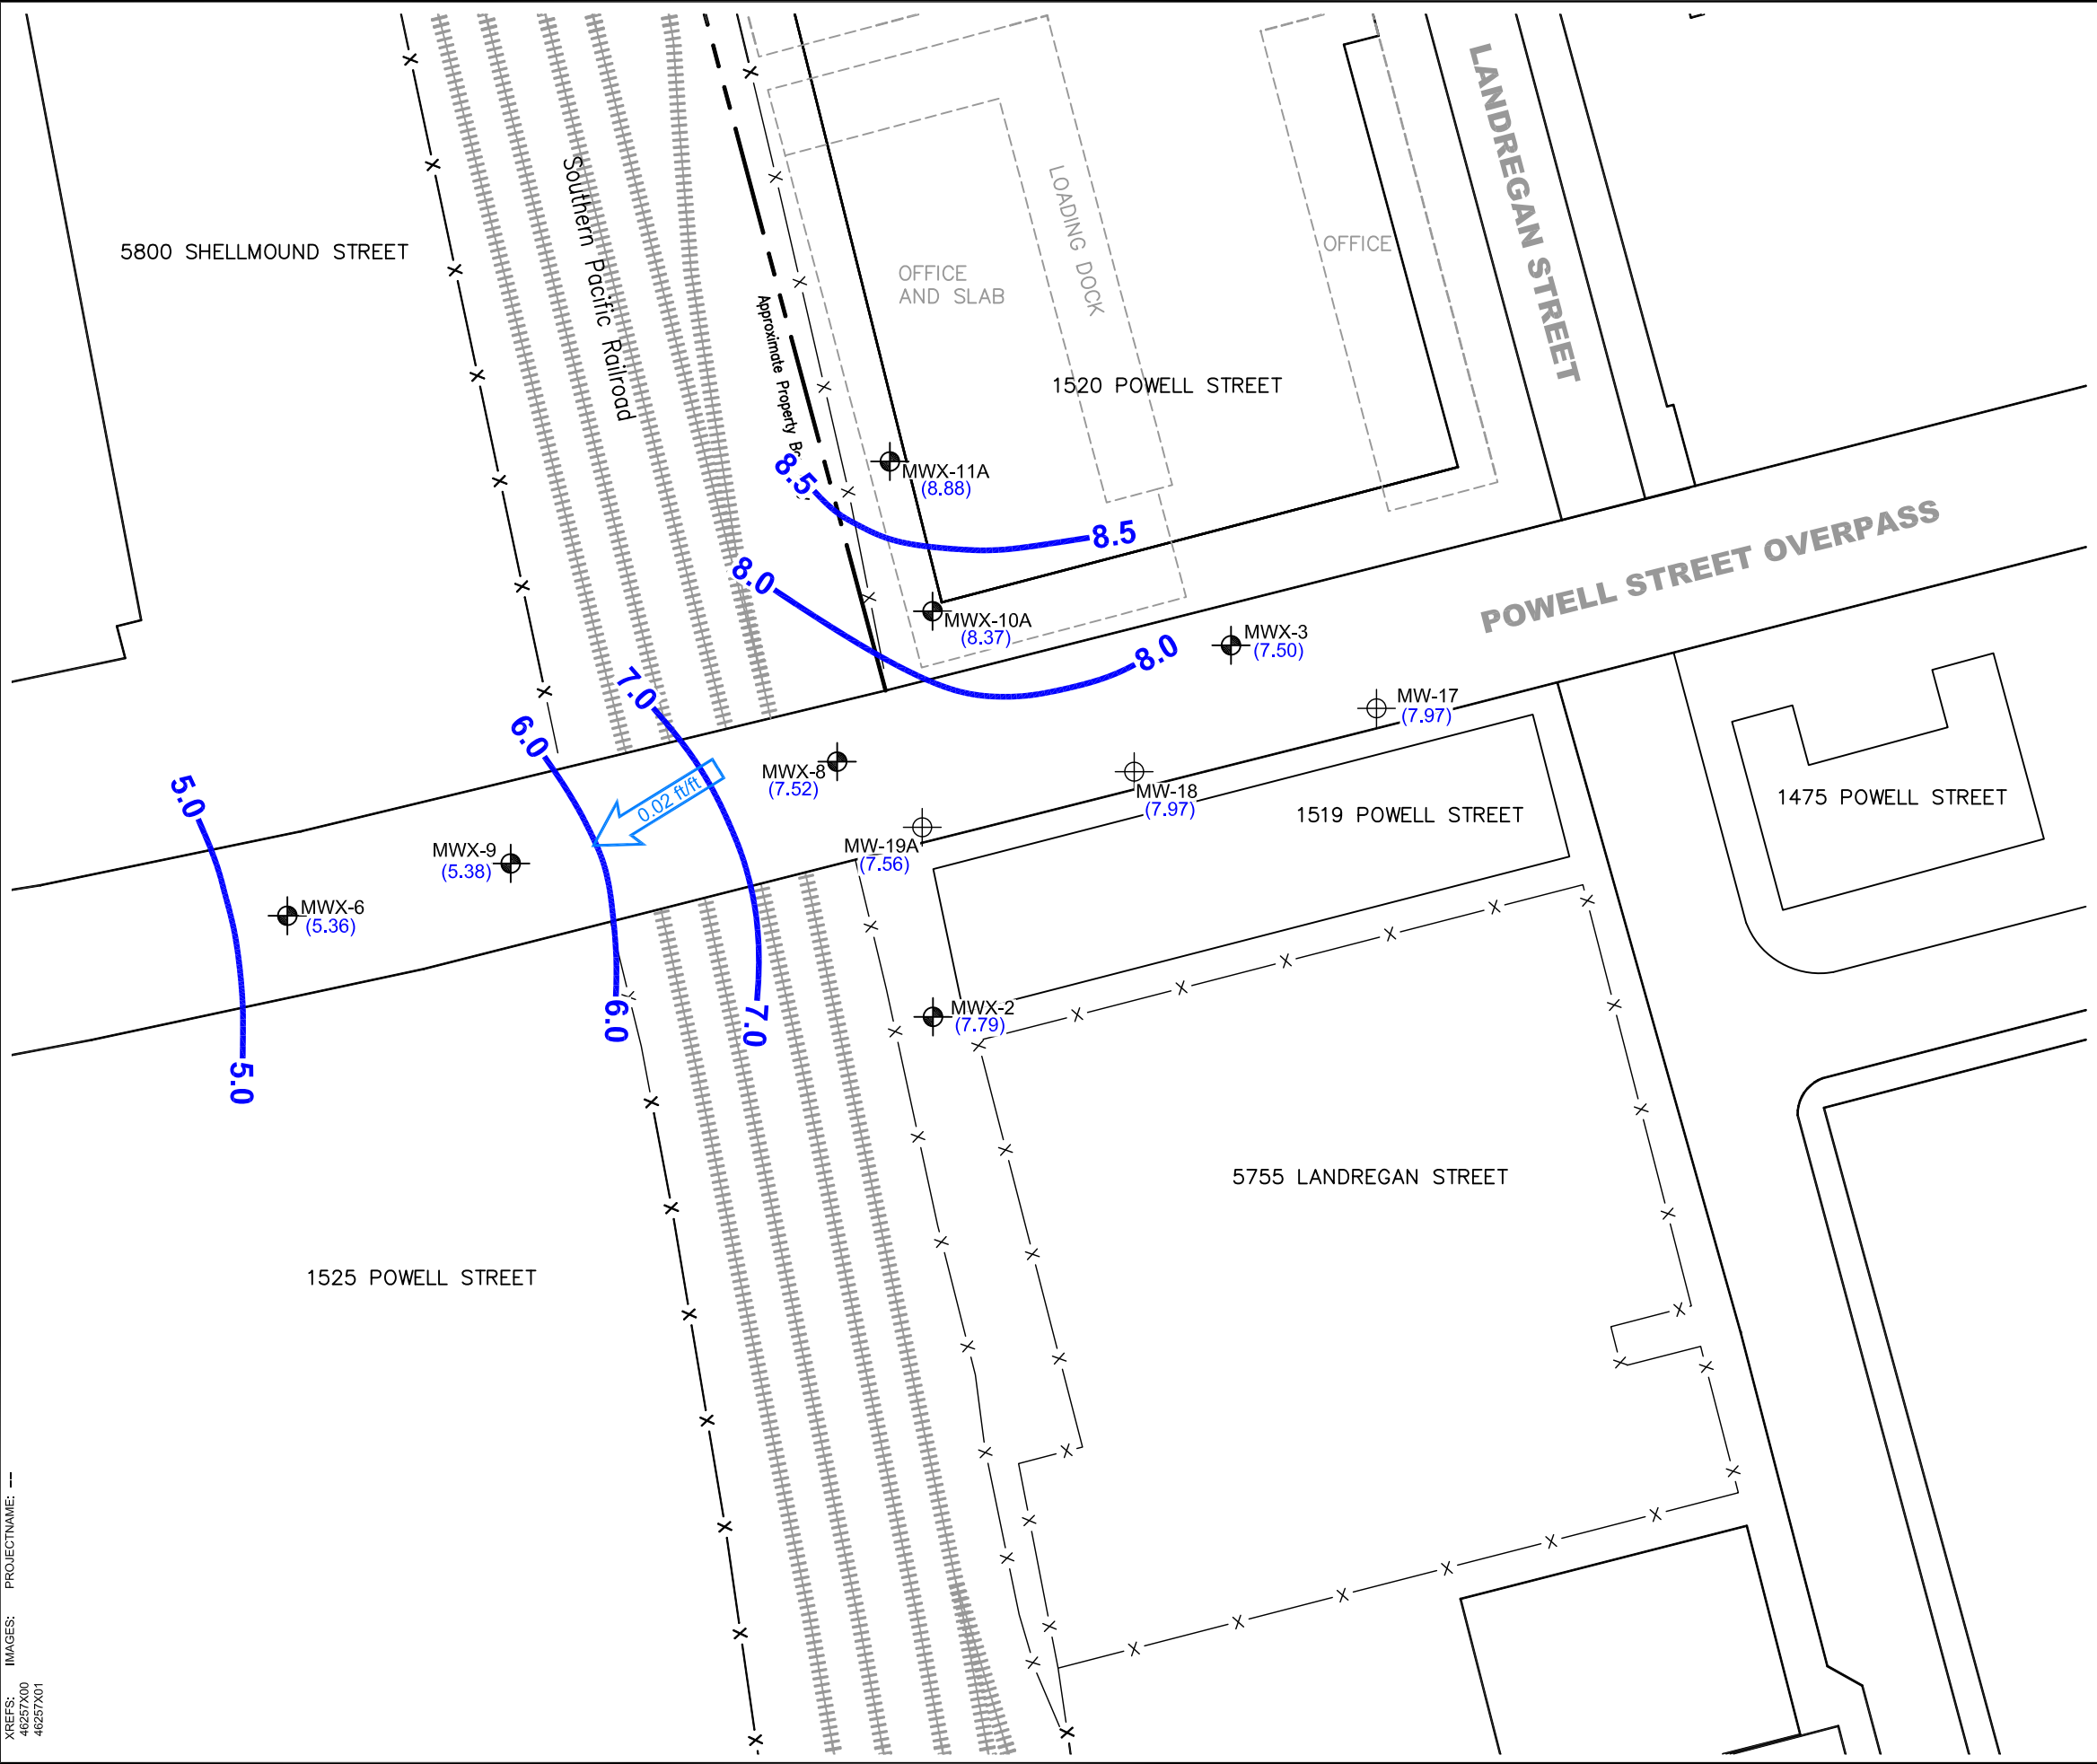 LANDREGAN STREET
Southern Pacific Railroad
LOADING DOCK
5800 SHELLMOUND STREET
OFFICE
OFFICE
AND SLAB
Approximate Property
1520 POWELL STREET
MWX-11A
(8.88)
8.5
8.5
POWELL STREET OVERPASS
8.0
MWX-10A
(8.37)
MWX-3
(7.50)
8.0
7.0
MW-17
(7.97)
6.0
MWX-8
(7.52)
0.02 ft/ft
MW-18
(7.97)
5.0
1475 POWELL STREET
1519 POWELL STREET
MWX-9
(5.38)
MW-19A
(7.56)
MWX-6
(5.36)
MWX-2
(7.79)
6.0
7.0
5.0
5755 LANDREGAN STREET
1525 POWELL STREET
XREFS: IMAGES: PROJECTNAME: --
46257X00
46257X01